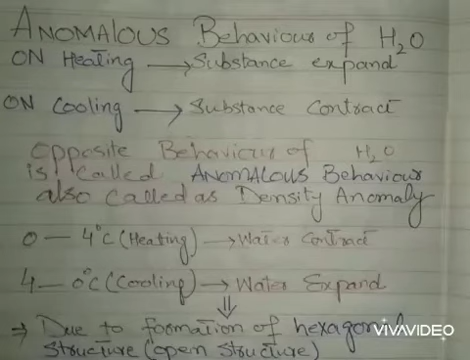 ANOMALOUS Behaviour of H₂O
ON Heating → Substance expand
ON Cooling → Substance Contract
Opposite Behaviour of H₂O
is called ANOMALOUS Behaviour
also called as Density Anomaly
0 — 4°C (Heating) → Water Contract
4 — 0°C (Cooling) → Water Expand
⇓
→ Due to formation of hexagonal
Structure (open structure)
VIVAVIDEO